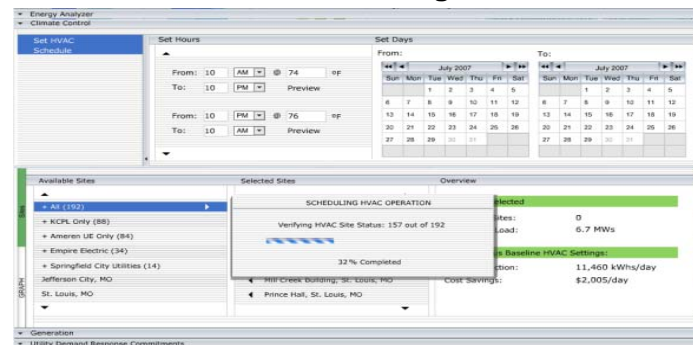 Energy Analyzer
Climate Control
Set HVAC Schedule
Set Hours
From: 10 AM @ 74 °F
To: 10 PM Preview
From: 10 AM @ 76 °F
To: 10 PM Preview
Set Days
From:
July 2007
Sun Mon Tue Wed Thu Fri Sat
1 2 3 4 5
6 7 8 9 10 11 12
13 14 15 16 17 18 19
20 21 22 23 24 25 26
27 28 29 30 31
To:
July 2007
Sun Mon Tue Wed Thu Fri Sat
1 2 3 4 5
6 7 8 9 10 11 12
13 14 15 16 17 18 19
20 21 22 23 24 25 26
27 28 29 30 31
Sites
GRAPH
Available Sites
+ All (192)
+ KCPL Only (88)
+ Ameren UE Only (84)
+ Empire Electric (34)
+ Springfield City Utilities (14)
Jefferson City, MO
St. Louis, MO
Selected Sites
Mill Creek Building, St. Louis, MO
Prince Hall, St. Louis, MO
SCHEDULING HVAC OPERATION
Verifying HVAC Site Status: 157 out of 192
32 % Completed
Overview
elected
ites: 0
oad: 6.7 MWs
s Baseline HVAC Settings:
ction: 11,460 kWhs/day
Cost Savings: $2,005/day
Generation
Utility Demand Response Commitments